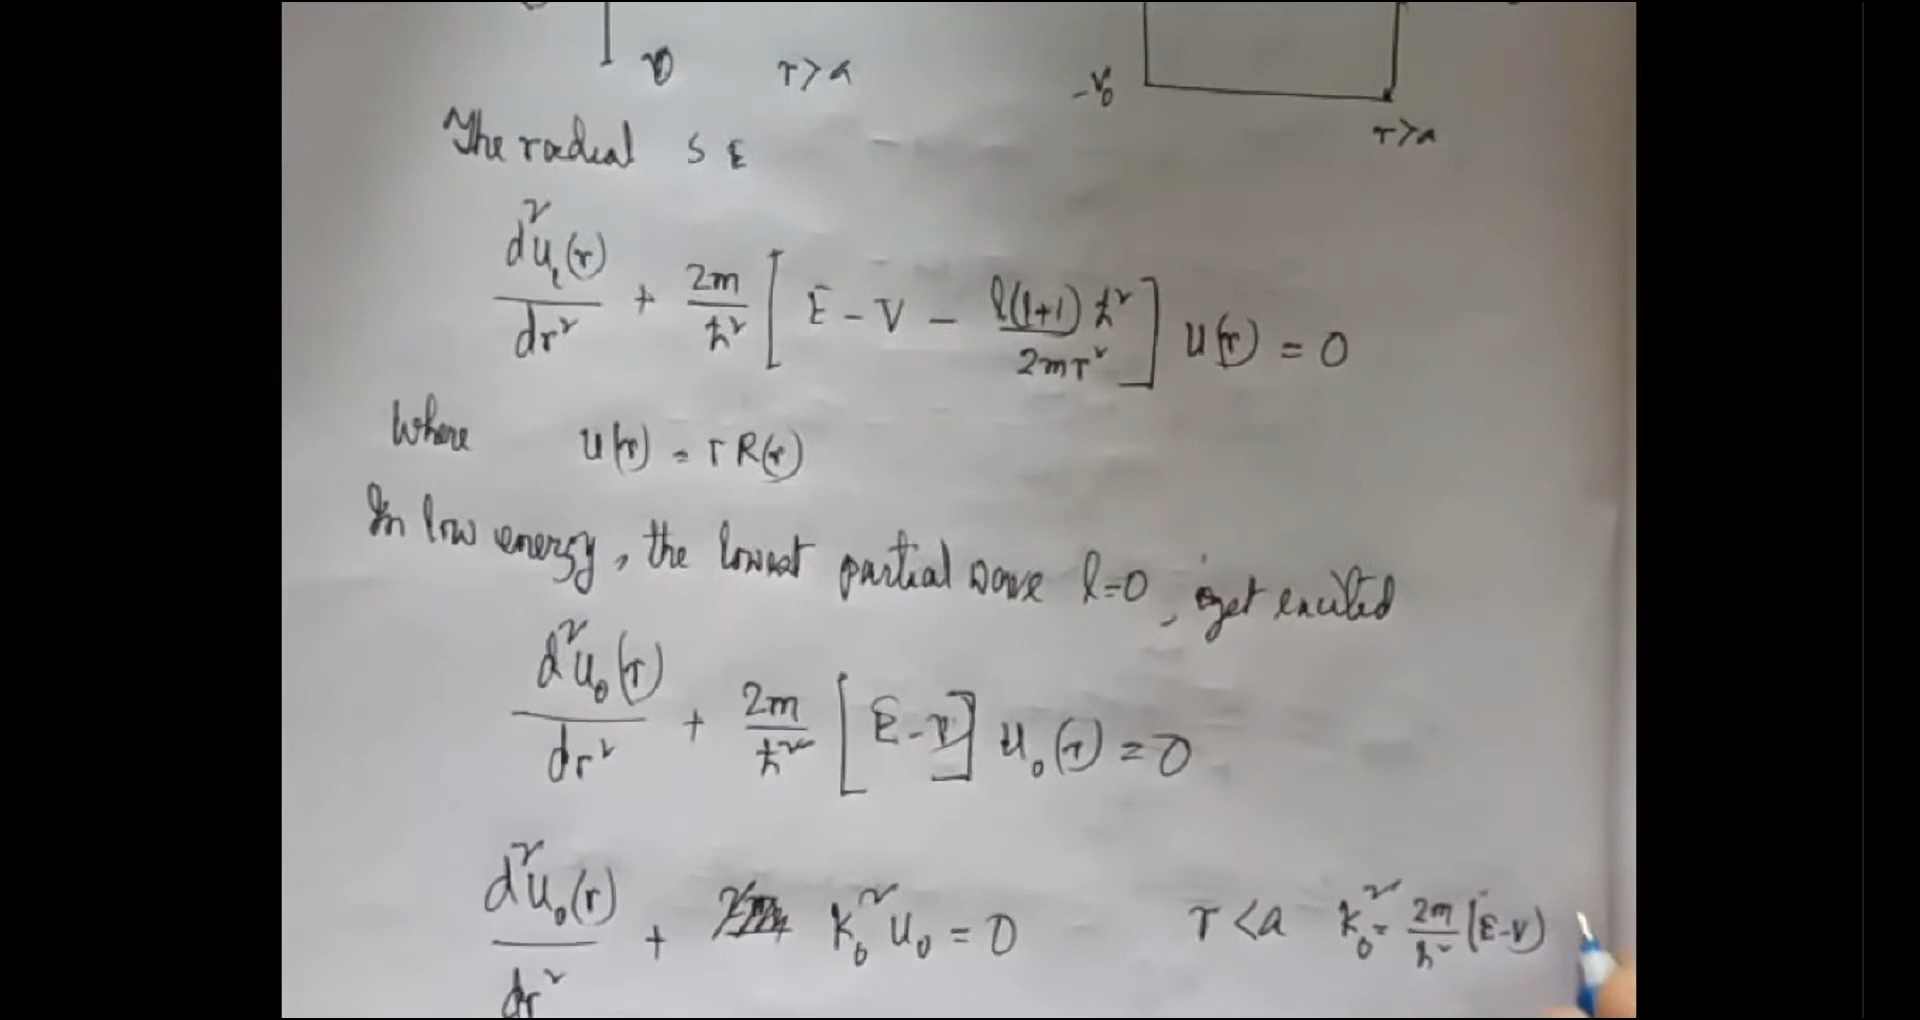 0 r>a
-V₀
r>a
The radial S E
d²u_l(r)/dr² + 2m/ħ² [E - V - l(l+1)ħ²/2mr²] u(r) = 0
Where u(r) = r R(r)
In low energy, the lowest partial wave l=0, get excited
d²u₀(r)/dr² + 2m/ħ² [E - V] u₀(r) = 0
d²u₀(r)/dr² + K₀² u₀ = 0 r < a K₀² = 2m/ħ² (E-V)